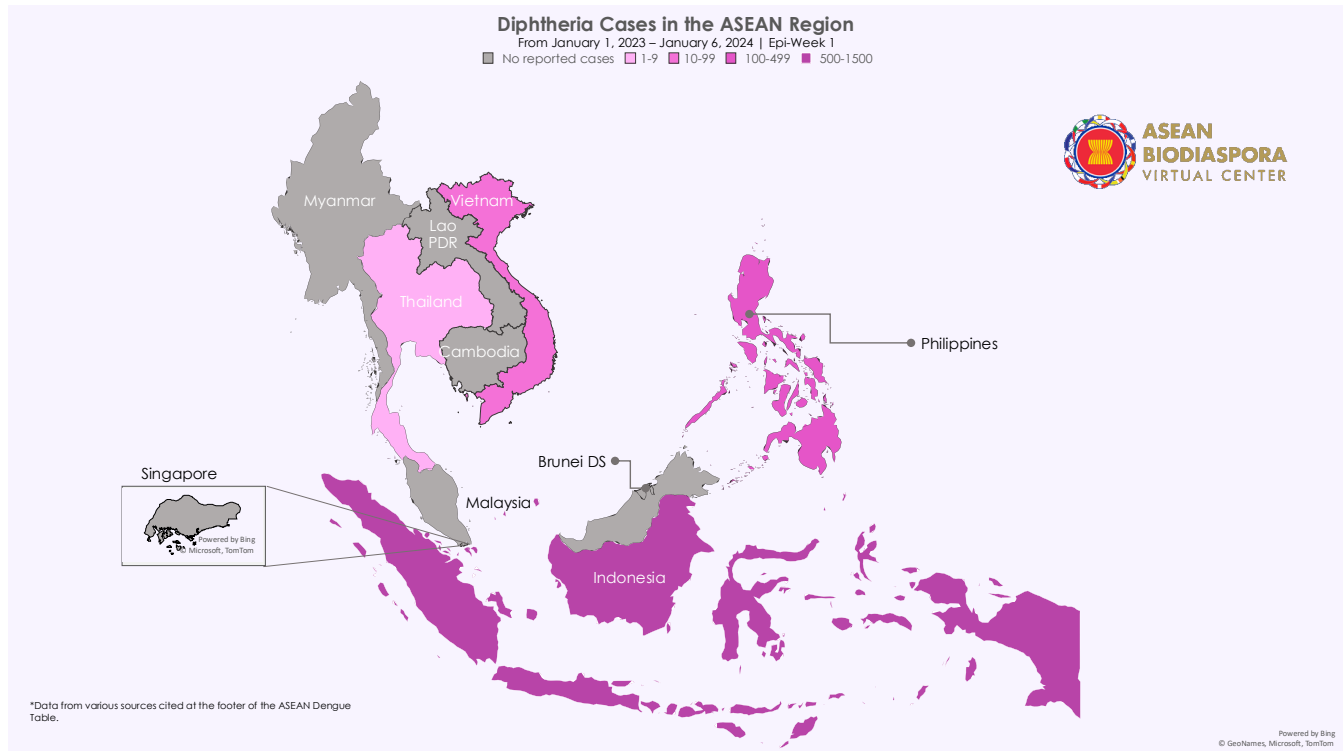 Diphtheria Cases in the ASEAN Region
From January 1, 2023 – January 6, 2024 | Epi-Week 1
No reported cases 1-9 10-99 100-499 500-1500
ASEAN
BIODIASPORA
VIRTUAL CENTER
Myanmar
Vietnam
Lao
PDR
Thailand
Cambodia
Philippines
Brunei DS
Singapore
Malaysia
Powered by Bing
© Microsoft, TomTom
Indonesia
*Data from various sources cited at the footer of the ASEAN Dengue
Table.
Powered by Bing
© GeoNames, Microsoft, TomTom